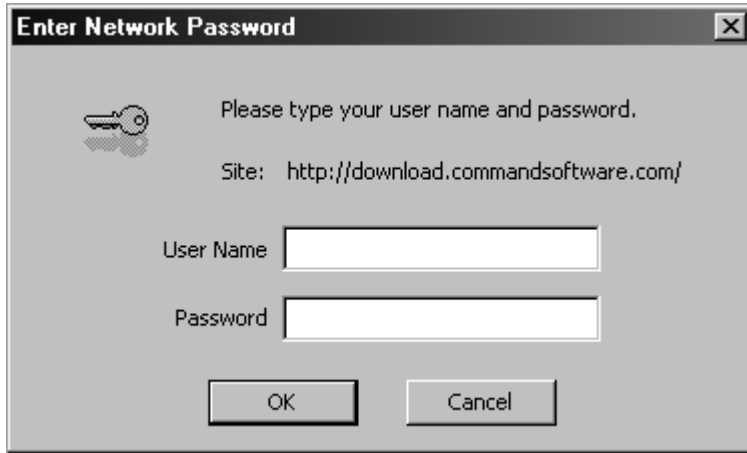 Enter Network Password
Please type your user name and password.
Site: http://download.commandsoftware.com/
User Name
Password
OK Cancel